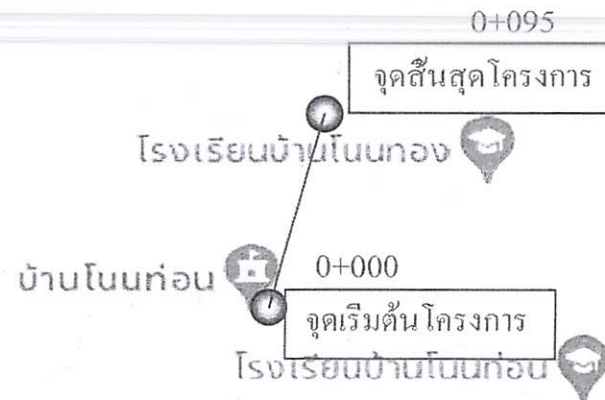 0+095
จุดสิ้นสุดโครงการ
โรงเรียนบ้านโนนทอง
บ้านโนนท่อน
0+000
จุดเริ่มต้นโครงการ
โรงเรียนบ้านโนนท่อน